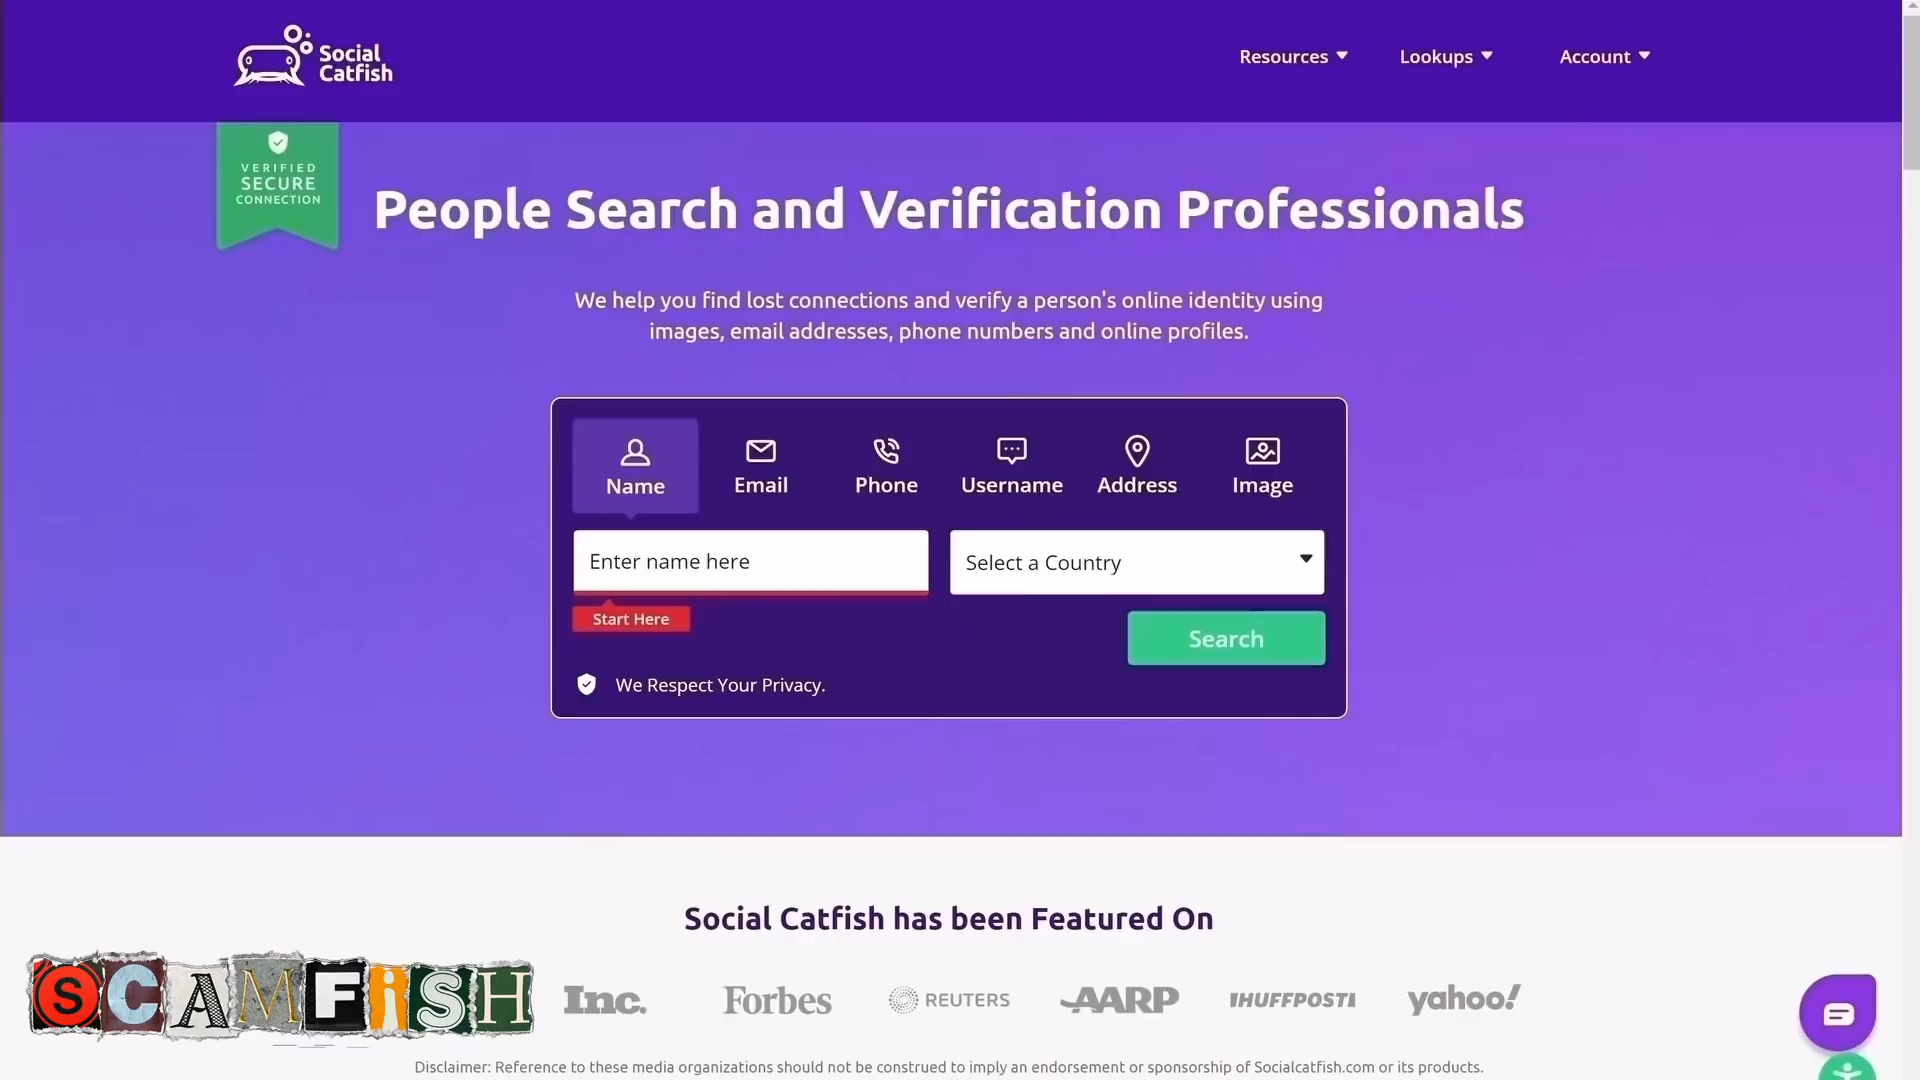 Social
Catfish
Resources
Lookups
Account
VERIFIED
SECURE
CONNECTION
People Search and Verification Professionals
We help you find lost connections and verify a person's online identity using
images, email addresses, phone numbers and online profiles.
Name
Email
Phone
Username
Address
Image
Enter name here
Select a Country
Start Here
Search
We Respect Your Privacy.
Social Catfish has been Featured On
SCAMFiSH
Inc.
Forbes
REUTERS
AARP
IHUFFPOSTI
yahoo!
Disclaimer: Reference to these media organizations should not be construed to imply an endorsement or sponsorship of Socialcatfish.com or its products.